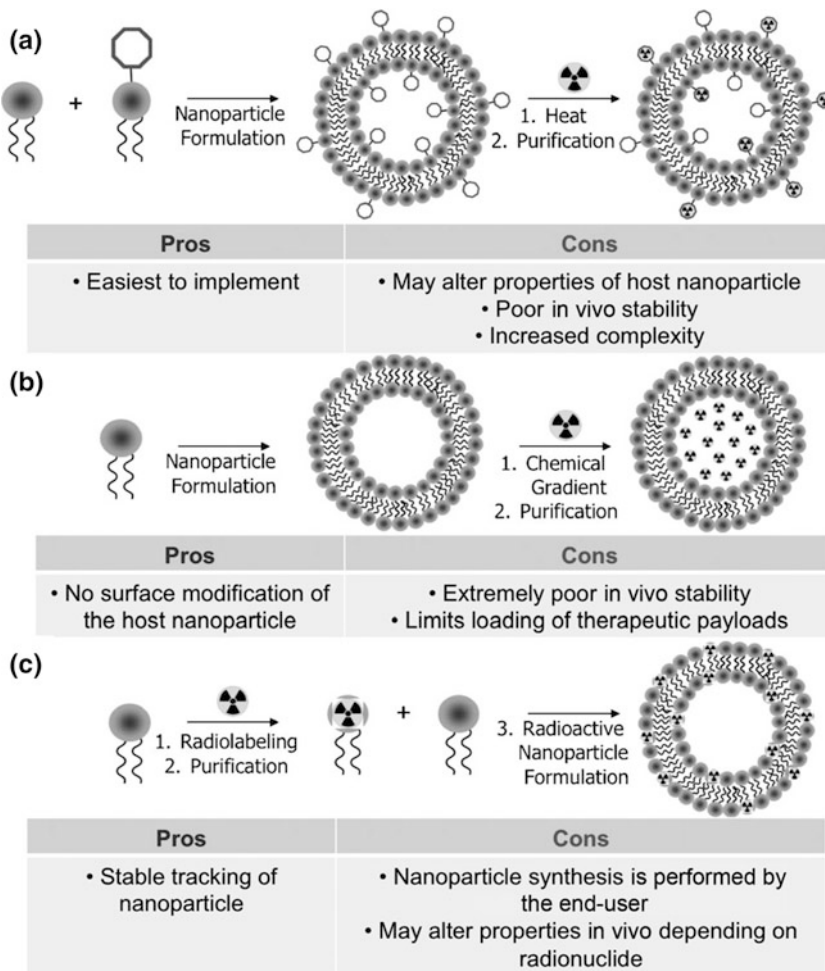 (a)
+
Nanoparticle
Formulation
1. Heat
2. Purification
Pros
Cons
• Easiest to implement
• May alter properties of host nanoparticle
• Poor in vivo stability
• Increased complexity
(b)
Nanoparticle
Formulation
1. Chemical
Gradient
2. Purification
Pros
Cons
• No surface modification of
the host nanoparticle
• Extremely poor in vivo stability
• Limits loading of therapeutic payloads
(c)
1. Radiolabeling
2. Purification
+
3. Radioactive
Nanoparticle
Formulation
Pros
Cons
• Stable tracking of
nanoparticle
• Nanoparticle synthesis is performed by
the end-user
• May alter properties in vivo depending on
radionuclide